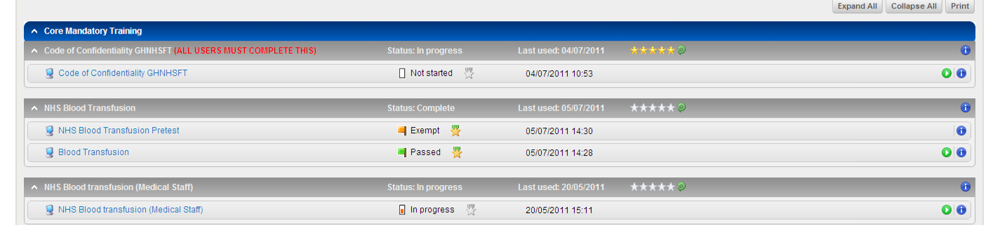 Expand All Collapse All Print
Core Mandatory Training
Code of Confidentiality GHNHSFT (ALL USERS MUST COMPLETE THIS) Status: In progress Last used: 04/07/2011
Code of Confidentiality GHNHSFT Not started 04/07/2011 10:53
NHS Blood Transfusion Status: Complete Last used: 05/07/2011
NHS Blood Transfusion Pretest Exempt 05/07/2011 14:30
Blood Transfusion Passed 05/07/2011 14:28
NHS Blood transfusion (Medical Staff) Status: In progress Last used: 20/05/2011
NHS Blood transfusion (Medical Staff) In progress 20/05/2011 15:11